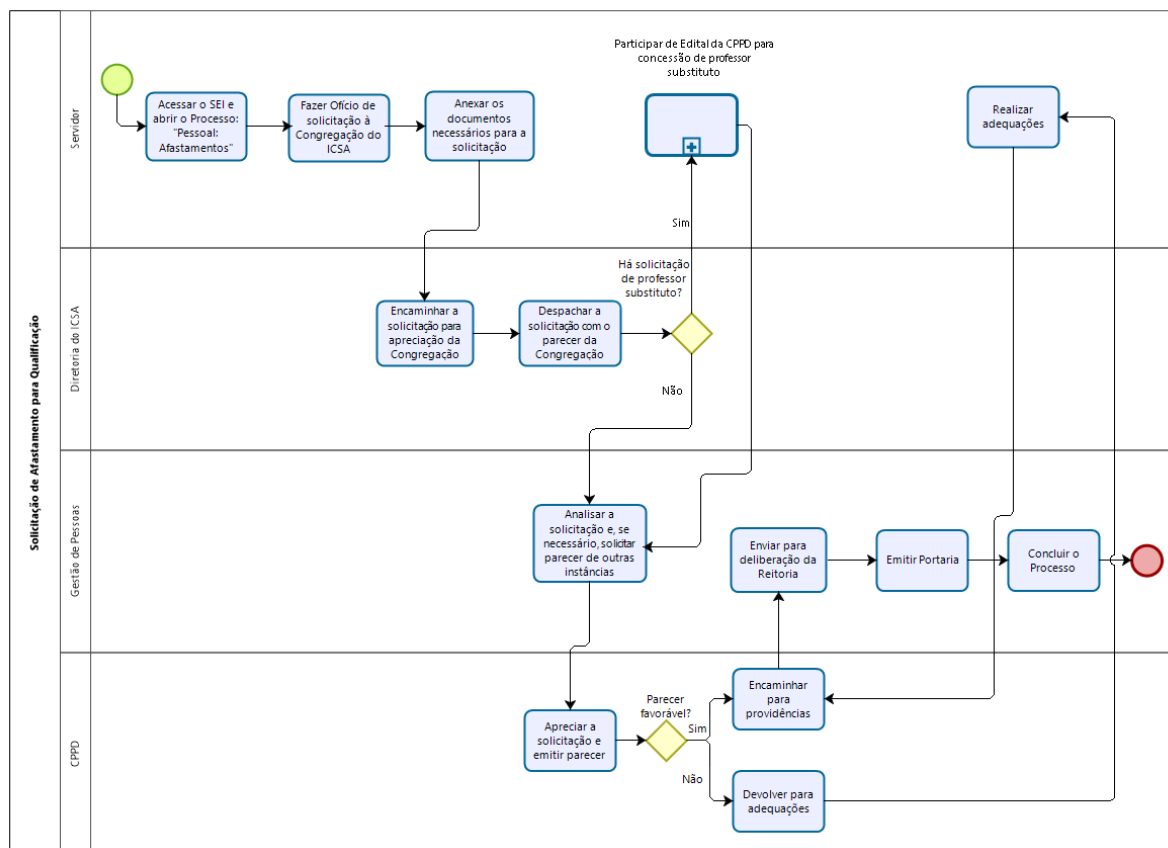 Solicitação de Afastamento para Qualificação
Servidor
Acessar o SEI e
abrir o Processo:
"Pessoal:
Afastamentos"
Fazer Ofício de
solicitação à
Congregação do
ICSA
Anexar os
documentos
necessários para a
solicitação
Participar de Edital da CPPD para
concessão de professor
substituto
Realizar
adequações
Sim
Diretoria do ICSA
Encaminhar a
solicitação para
apreciação da
Congregação
Despachar a
solicitação com o
parecer da
Congregação
Há solicitação
de professor
substituto?
Não
Gestão de Pessoas
Analisar a
solicitação e, se
necessário, solicitar
parecer de outras
instâncias
Enviar para
deliberação da
Reitoria
Emitir Portaria
Concluir o
Processo
CPPD
Apreciar a
solicitação e
emitir parecer
Parecer
favorável?
Sim
Não
Encaminhar
para
providências
Devolver para
adequações